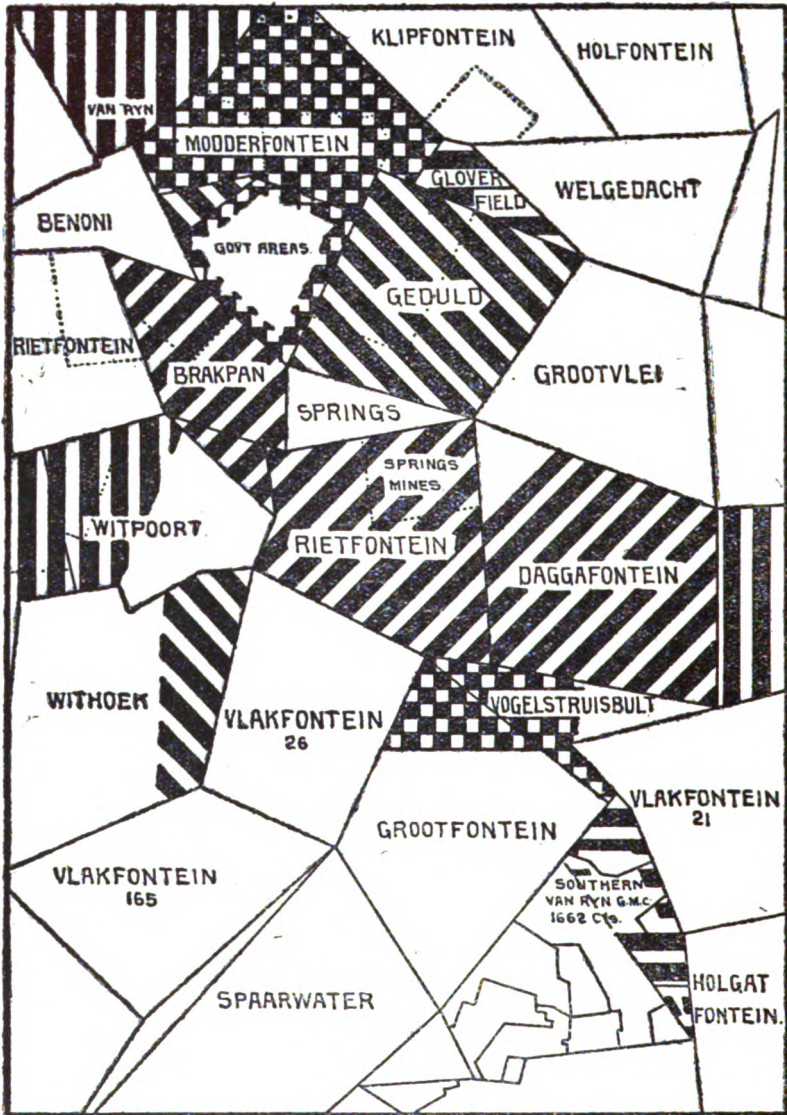 KLIPFONTEIN
HOLFONTEIN
VAN RYN
MODDERFONTEIN
GLOVER
FIELD
WELGEDACHT
BENONI
GOVT AREAS.
GEDULD
RIETFONTEIN
BRAKPAN
GROOTVLEI
SPRINGS
SPRINGS
MINES.
WITPOORT
RIETFONTEIN
DAGGAFONTEIN
WITHOEK
VLAKFONTEIN
26
VOGELSTRUISBULT
VLAKFONTEIN
21
GROOTFONTEIN
VLAKFONTEIN
165
SOUTHERN
VAN RYN G.M.C.
1662 Cls.
SPAARWATER
HOLGAT
FONTEIN.